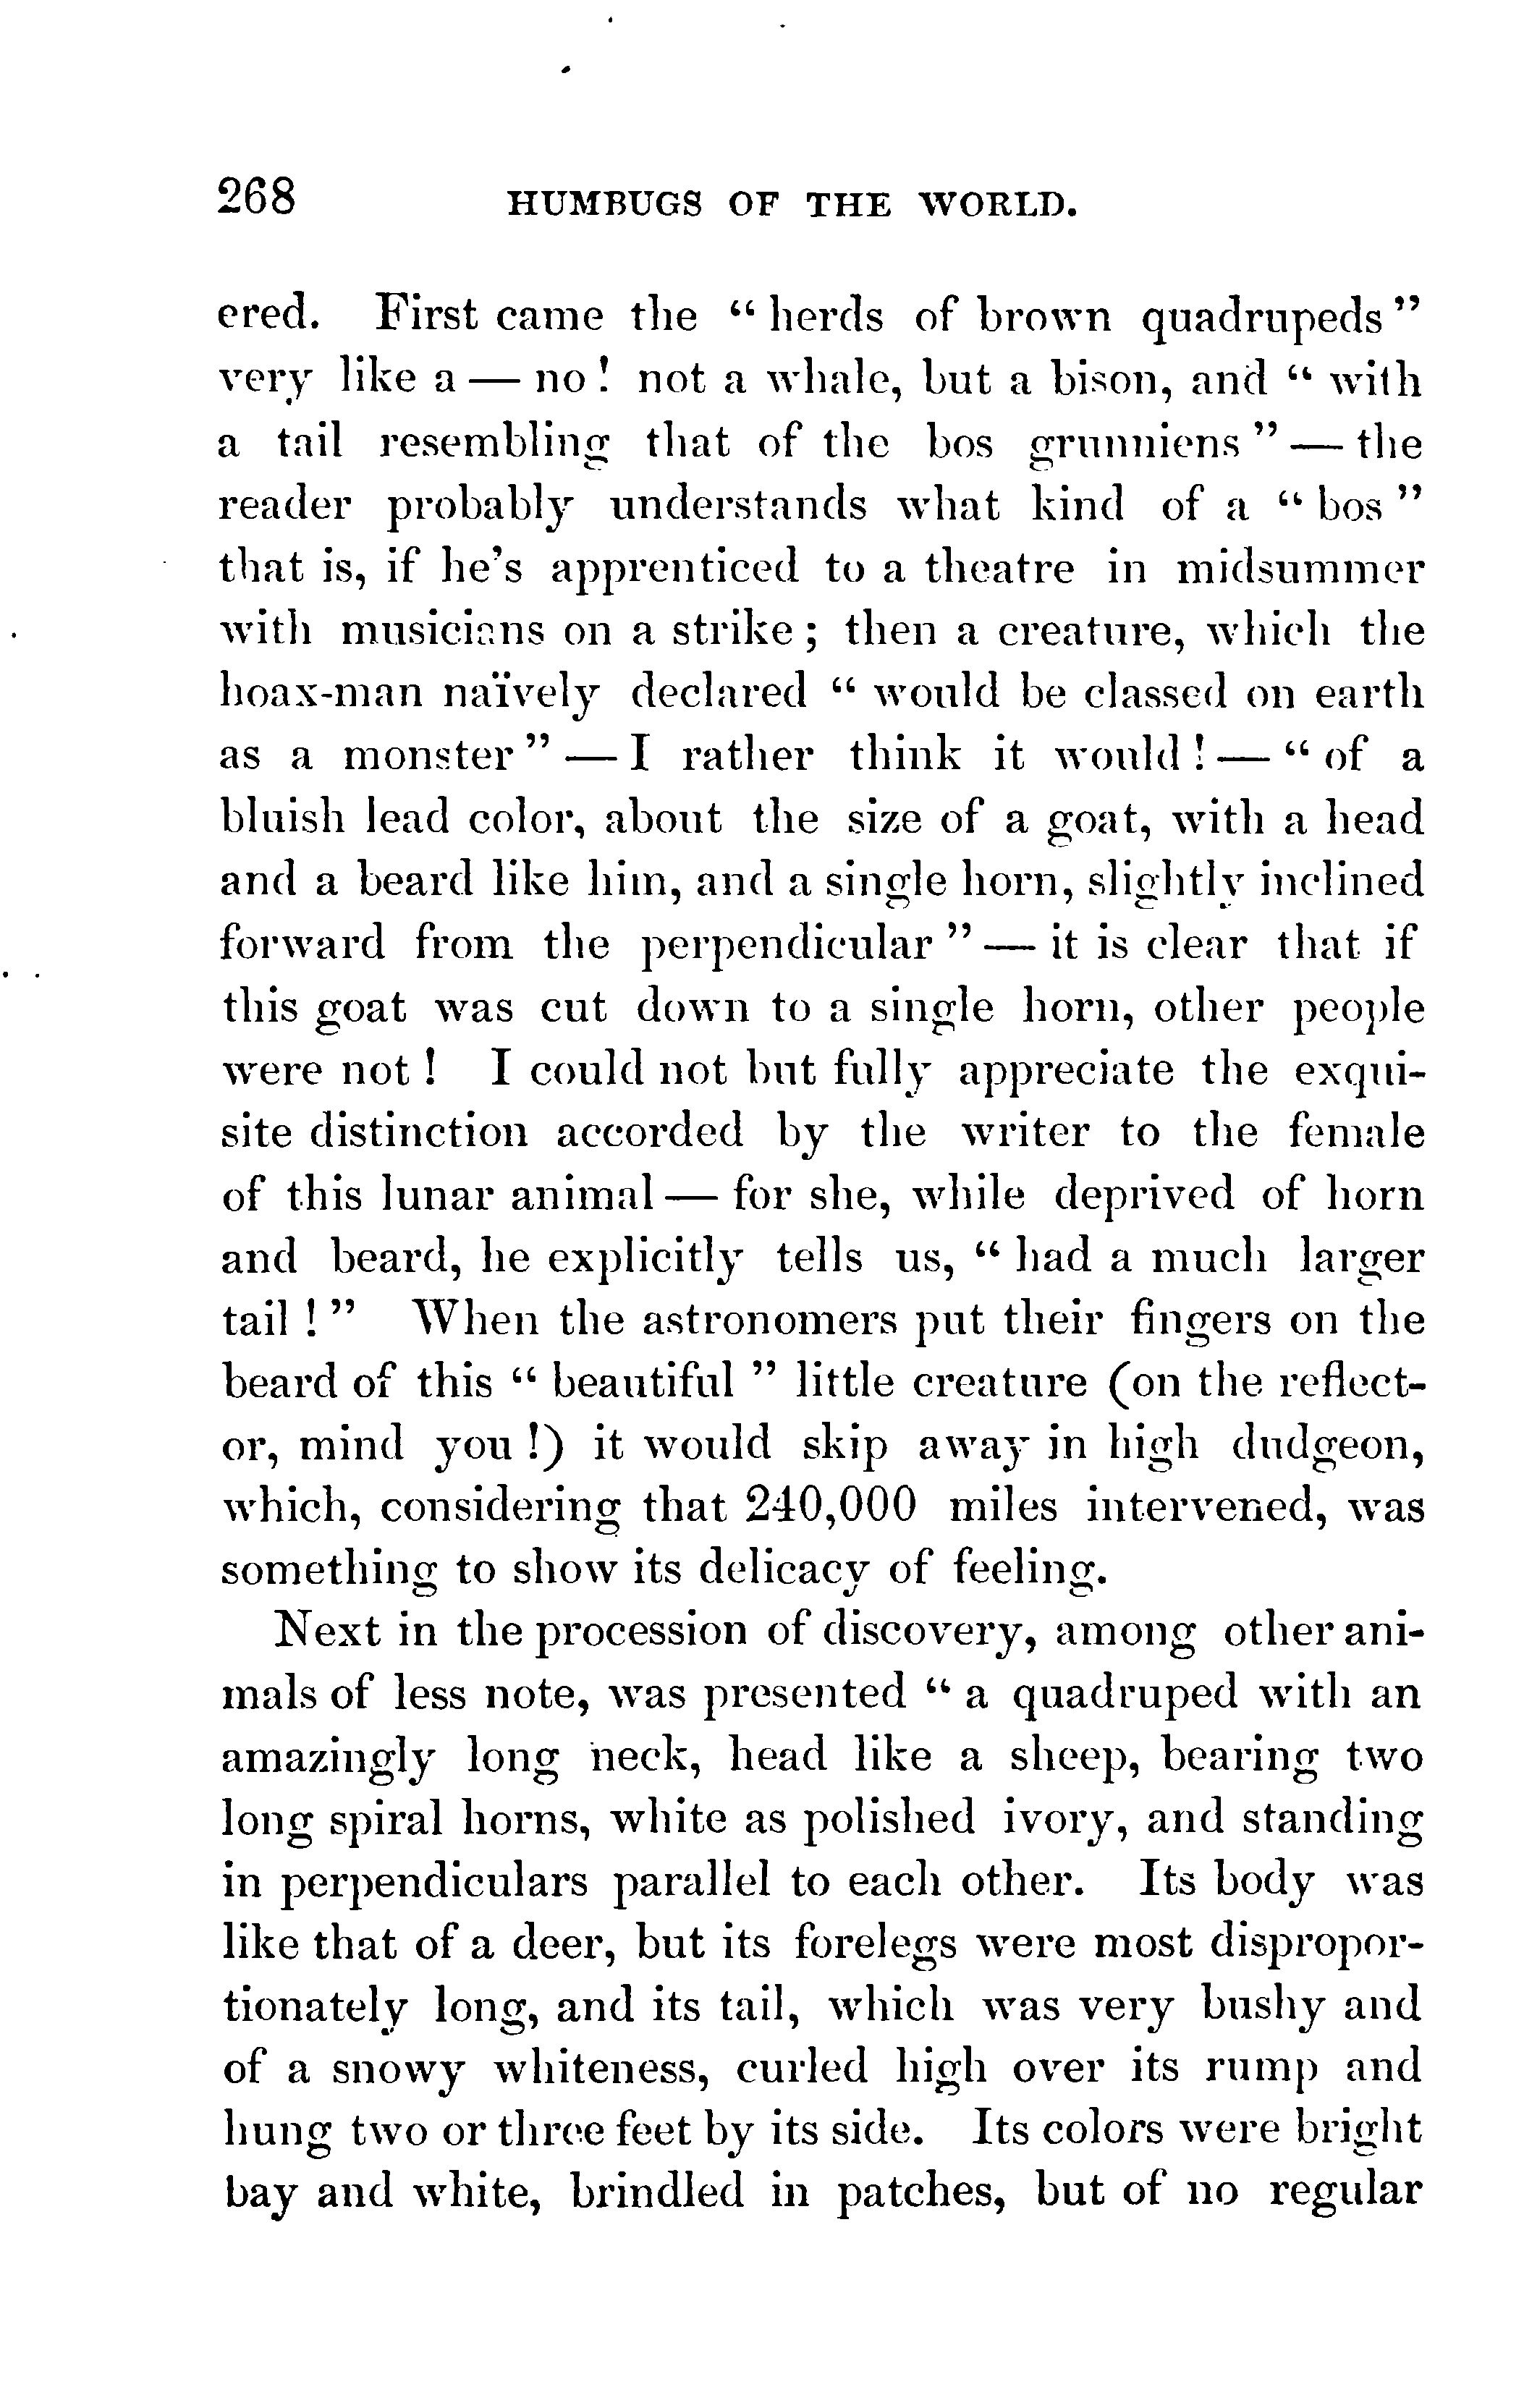 268 HUMBUGS OF THE WORLD.
ered. First came the “ herds of brown quadrupeds ”
very like a — no ! not a whale, but a bison, and “ with
a tail resembling that of the bos grunniens ” — the
reader probably understands what kind of a “ bos ”
that is, if he’s apprenticed to a theatre in midsummer
with musicians on a strike ; then a creature, which the
hoax-man naïvely declared “ would be classed on earth
as a monster ” — I rather think it would ! — “ of a
bluish lead color, about the size of a goat, with a head
and a beard like him, and a single horn, slightly inclined
forward from the perpendicular ” — it is clear that if
this goat was cut down to a single horn, other people
were not ! I could not but fully appreciate the exqui-
site distinction accorded by the writer to the female
of this lunar animal — for she, while deprived of horn
and beard, he explicitly tells us, “ had a much larger
tail ! ” When the astronomers put their fingers on the
beard of this “ beautiful ” little creature (on the reflect-
or, mind you !) it would skip away in high dudgeon,
which, considering that 240,000 miles intervened, was
something to show its delicacy of feeling.
Next in the procession of discovery, among other ani-
mals of less note, was presented “ a quadruped with an
amazingly long neck, head like a sheep, bearing two
long spiral horns, white as polished ivory, and standing
in perpendiculars parallel to each other. Its body was
like that of a deer, but its forelegs were most dispropor-
tionately long, and its tail, which was very bushy and
of a snowy whiteness, curled high over its rump and
hung two or three feet by its side. Its colors were bright
bay and white, brindled in patches, but of no regular